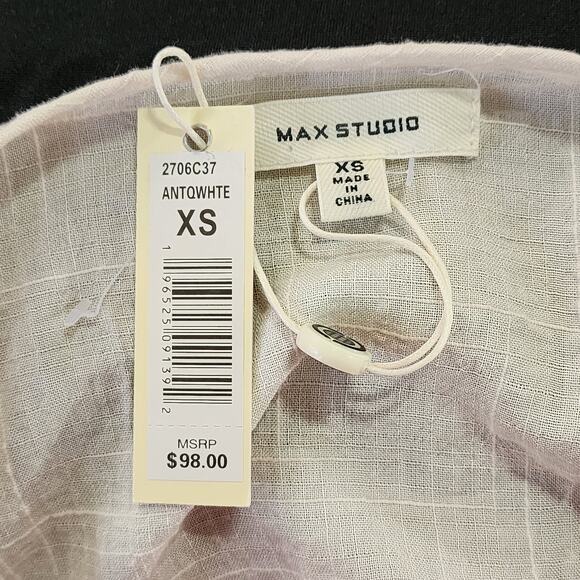 2706C37
ANTQWHTE
XS
1 96525 09139 2
MSRP
$98.00
MAX STUDIO
XS
MADE
IN
CHINA